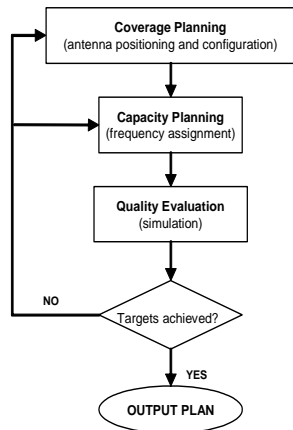 Coverage Planning
(antenna positioning and configuration)
Capacity Planning
(frequency assignment)
Quality Evaluation
(simulation)
NO
Targets achieved?
YES
OUTPUT PLAN